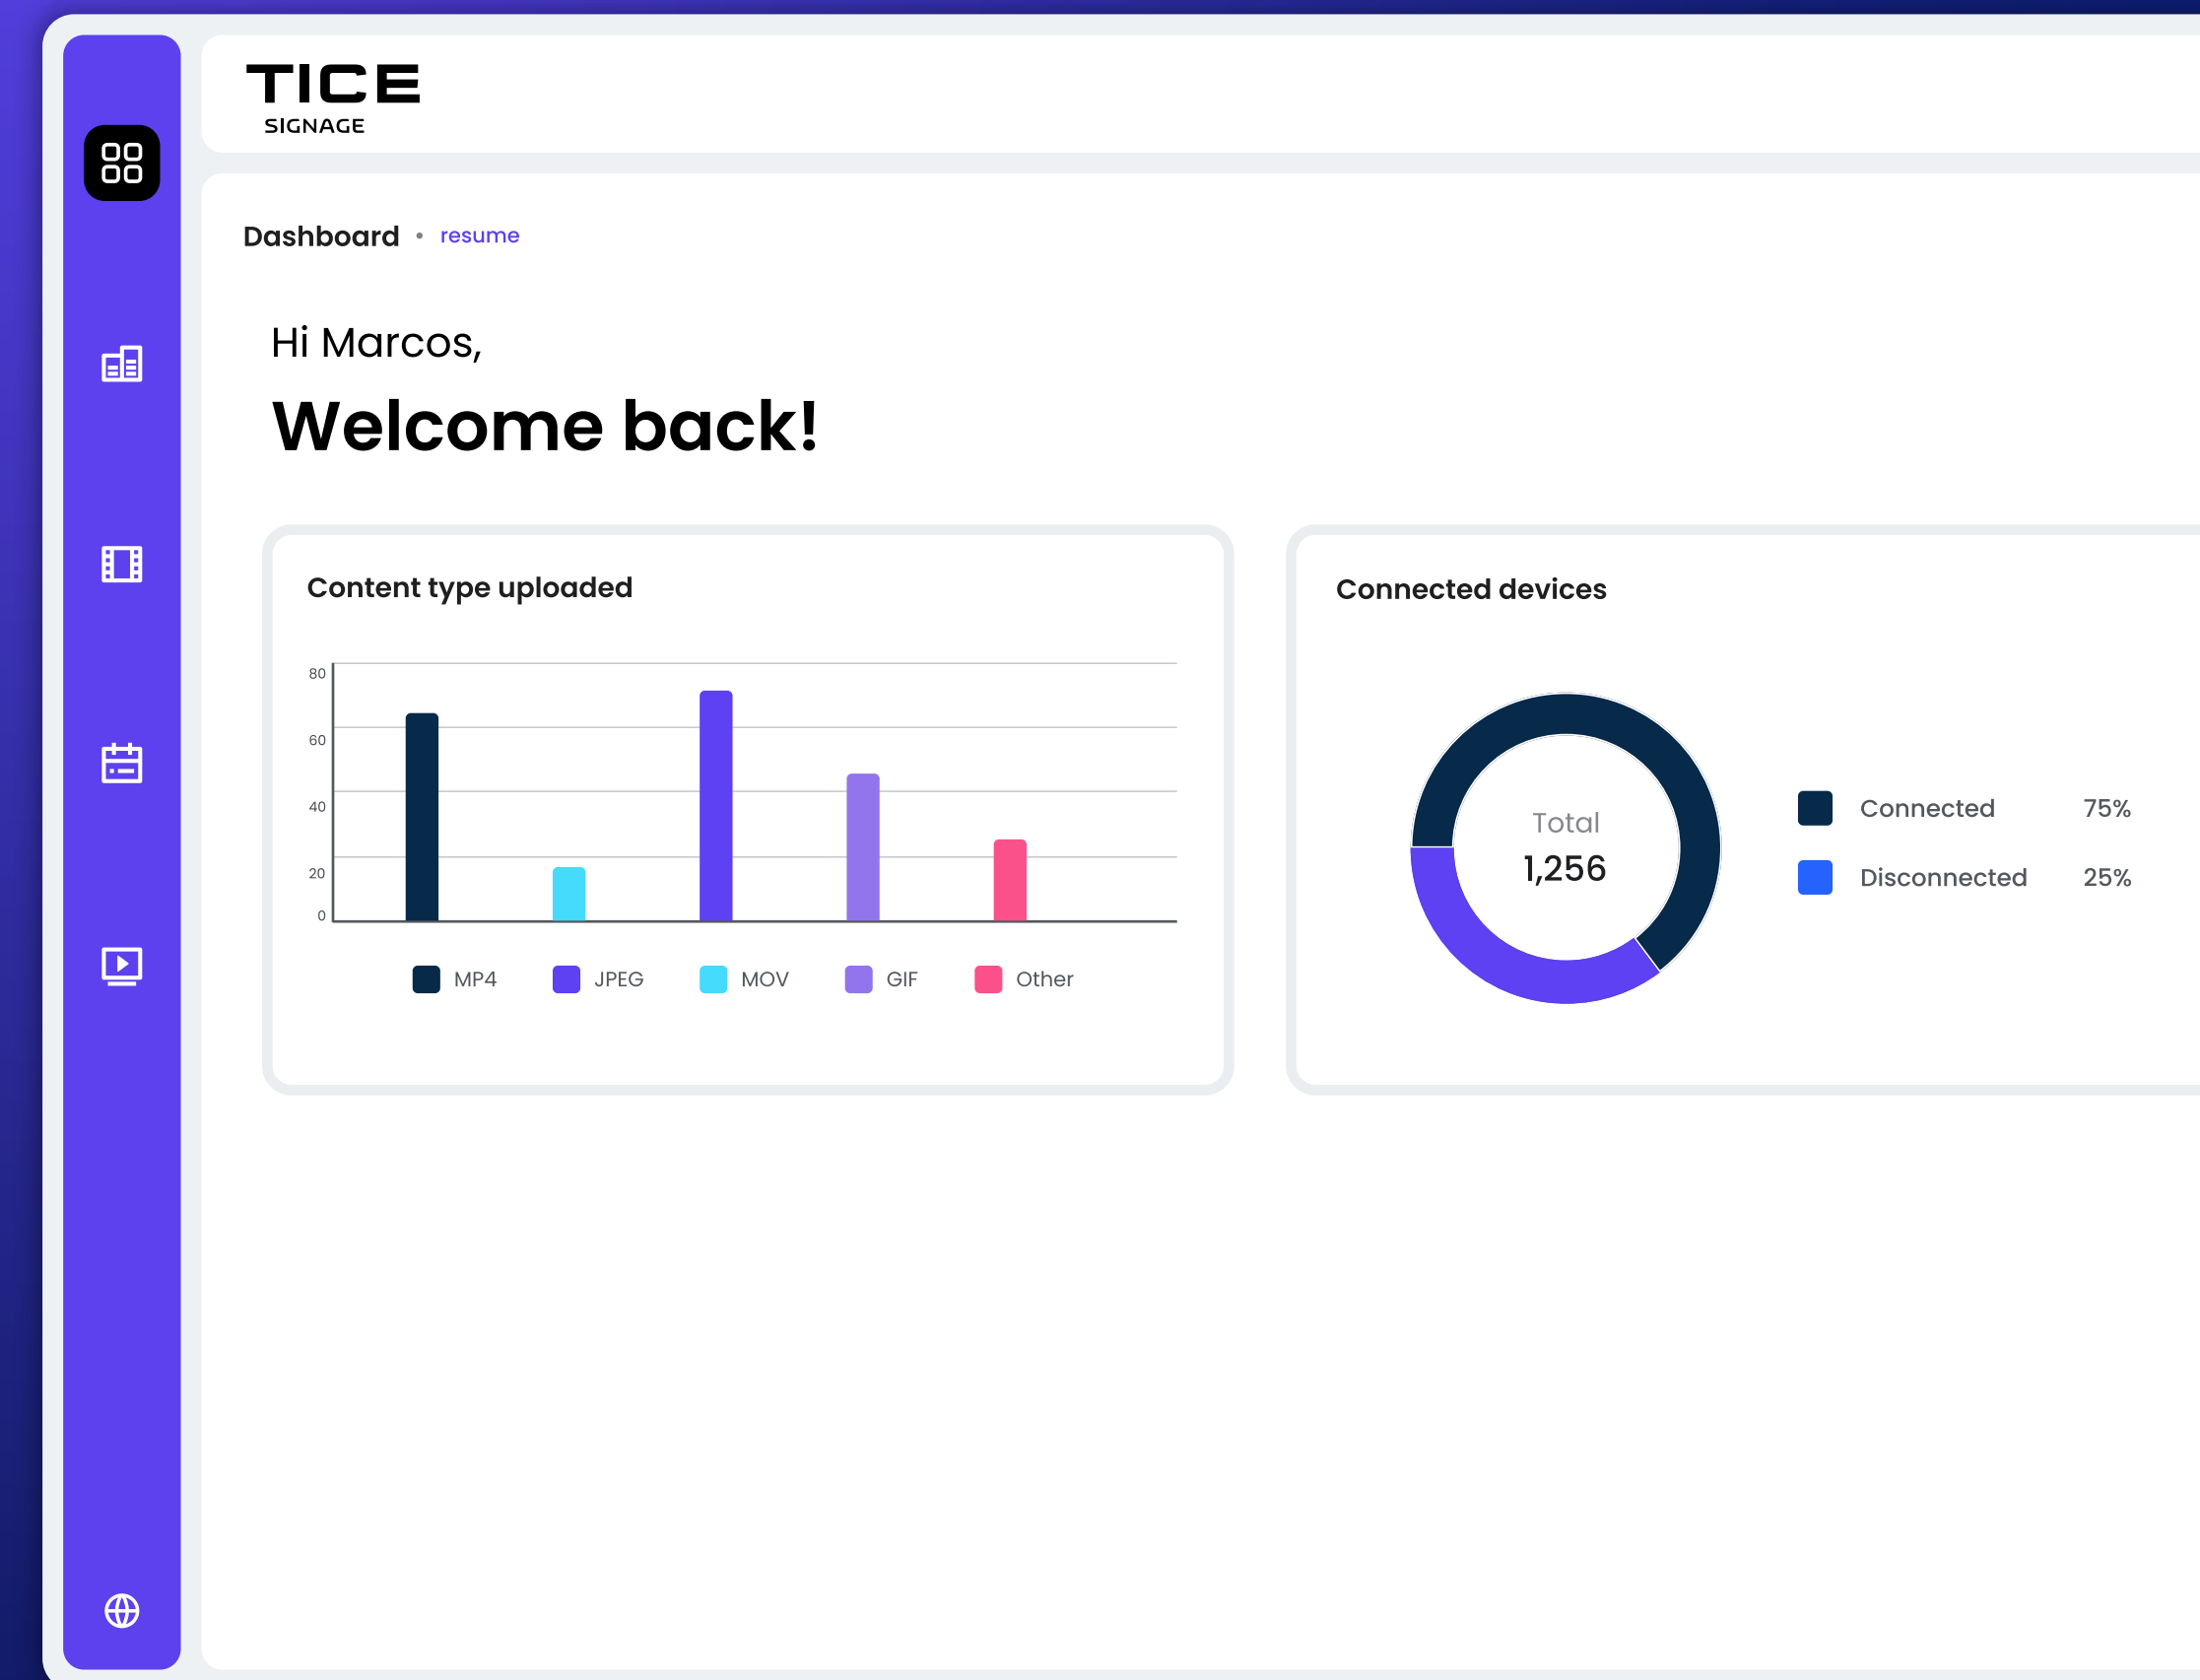 TICE
SIGNAGE
Dashboard • resume
Hi Marcos,
Welcome back!
Content type uploaded
80
60
40
20
0
MP4 JPEG MOV GIF Other
Connected devices
Total
1,256
Connected 75%
Disconnected 25%